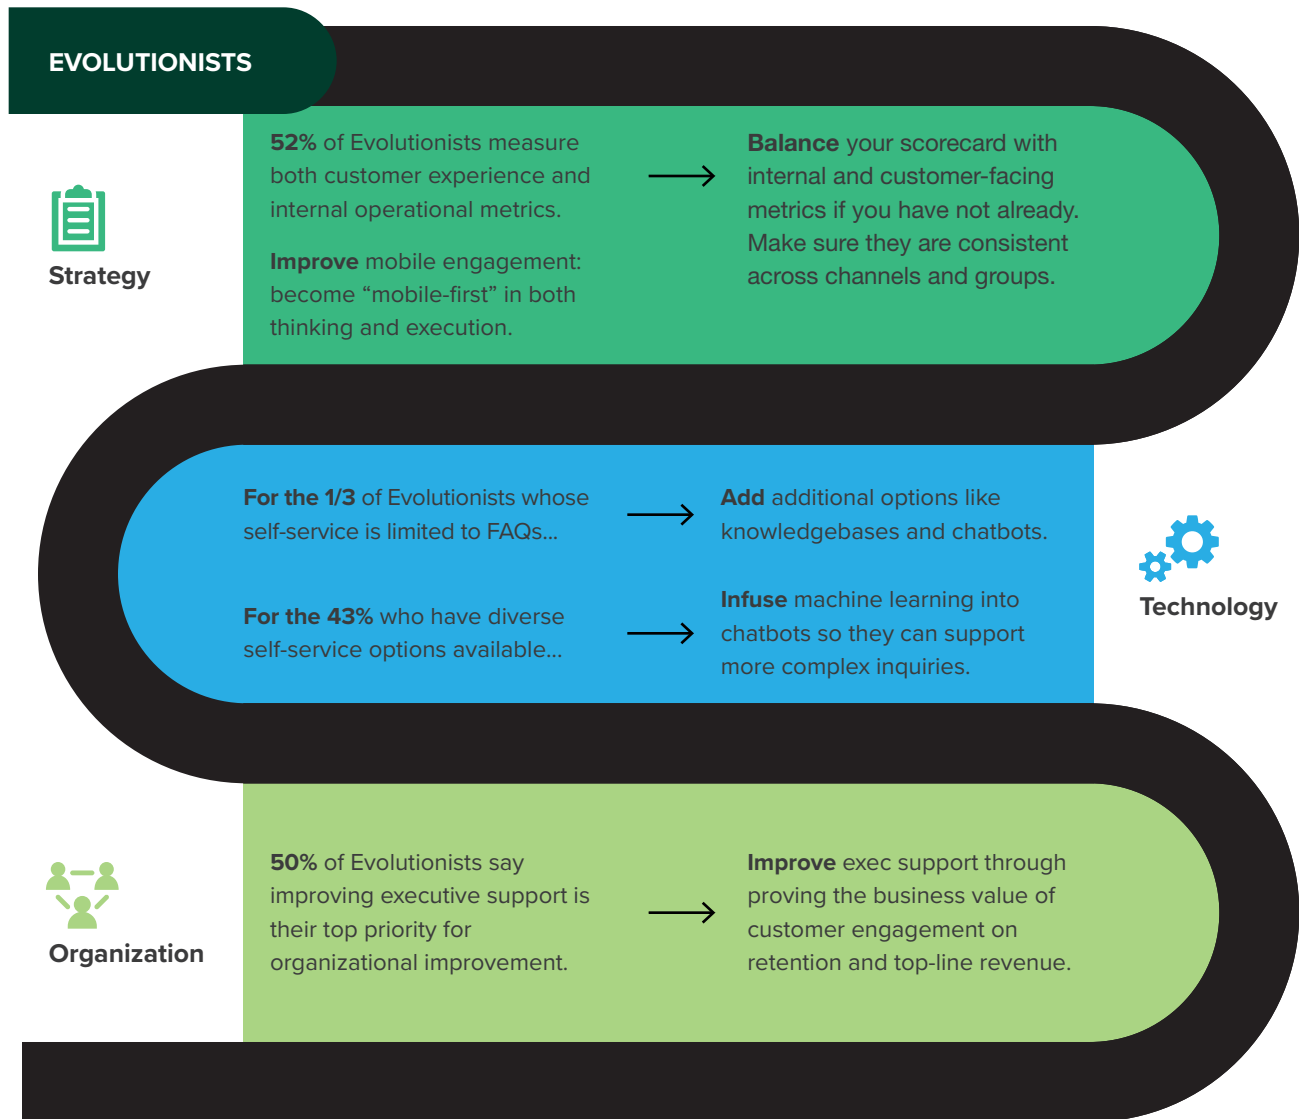 EVOLUTIONISTS
Strategy
52% of Evolutionists measure
both customer experience and
internal operational metrics.
Improve mobile engagement:
become “mobile-first” in both
thinking and execution.
Balance your scorecard with
internal and customer-facing
metrics if you have not already.
Make sure they are consistent
across channels and groups.
For the 1/3 of Evolutionists whose
self-service is limited to FAQs...
Add additional options like
knowledgebases and chatbots.
For the 43% who have diverse
self-service options available...
Infuse machine learning into
chatbots so they can support
more complex inquiries.
Technology
Organization
50% of Evolutionists say
improving executive support is
their top priority for
organizational improvement.
Improve exec support through
proving the business value of
customer engagement on
retention and top-line revenue.